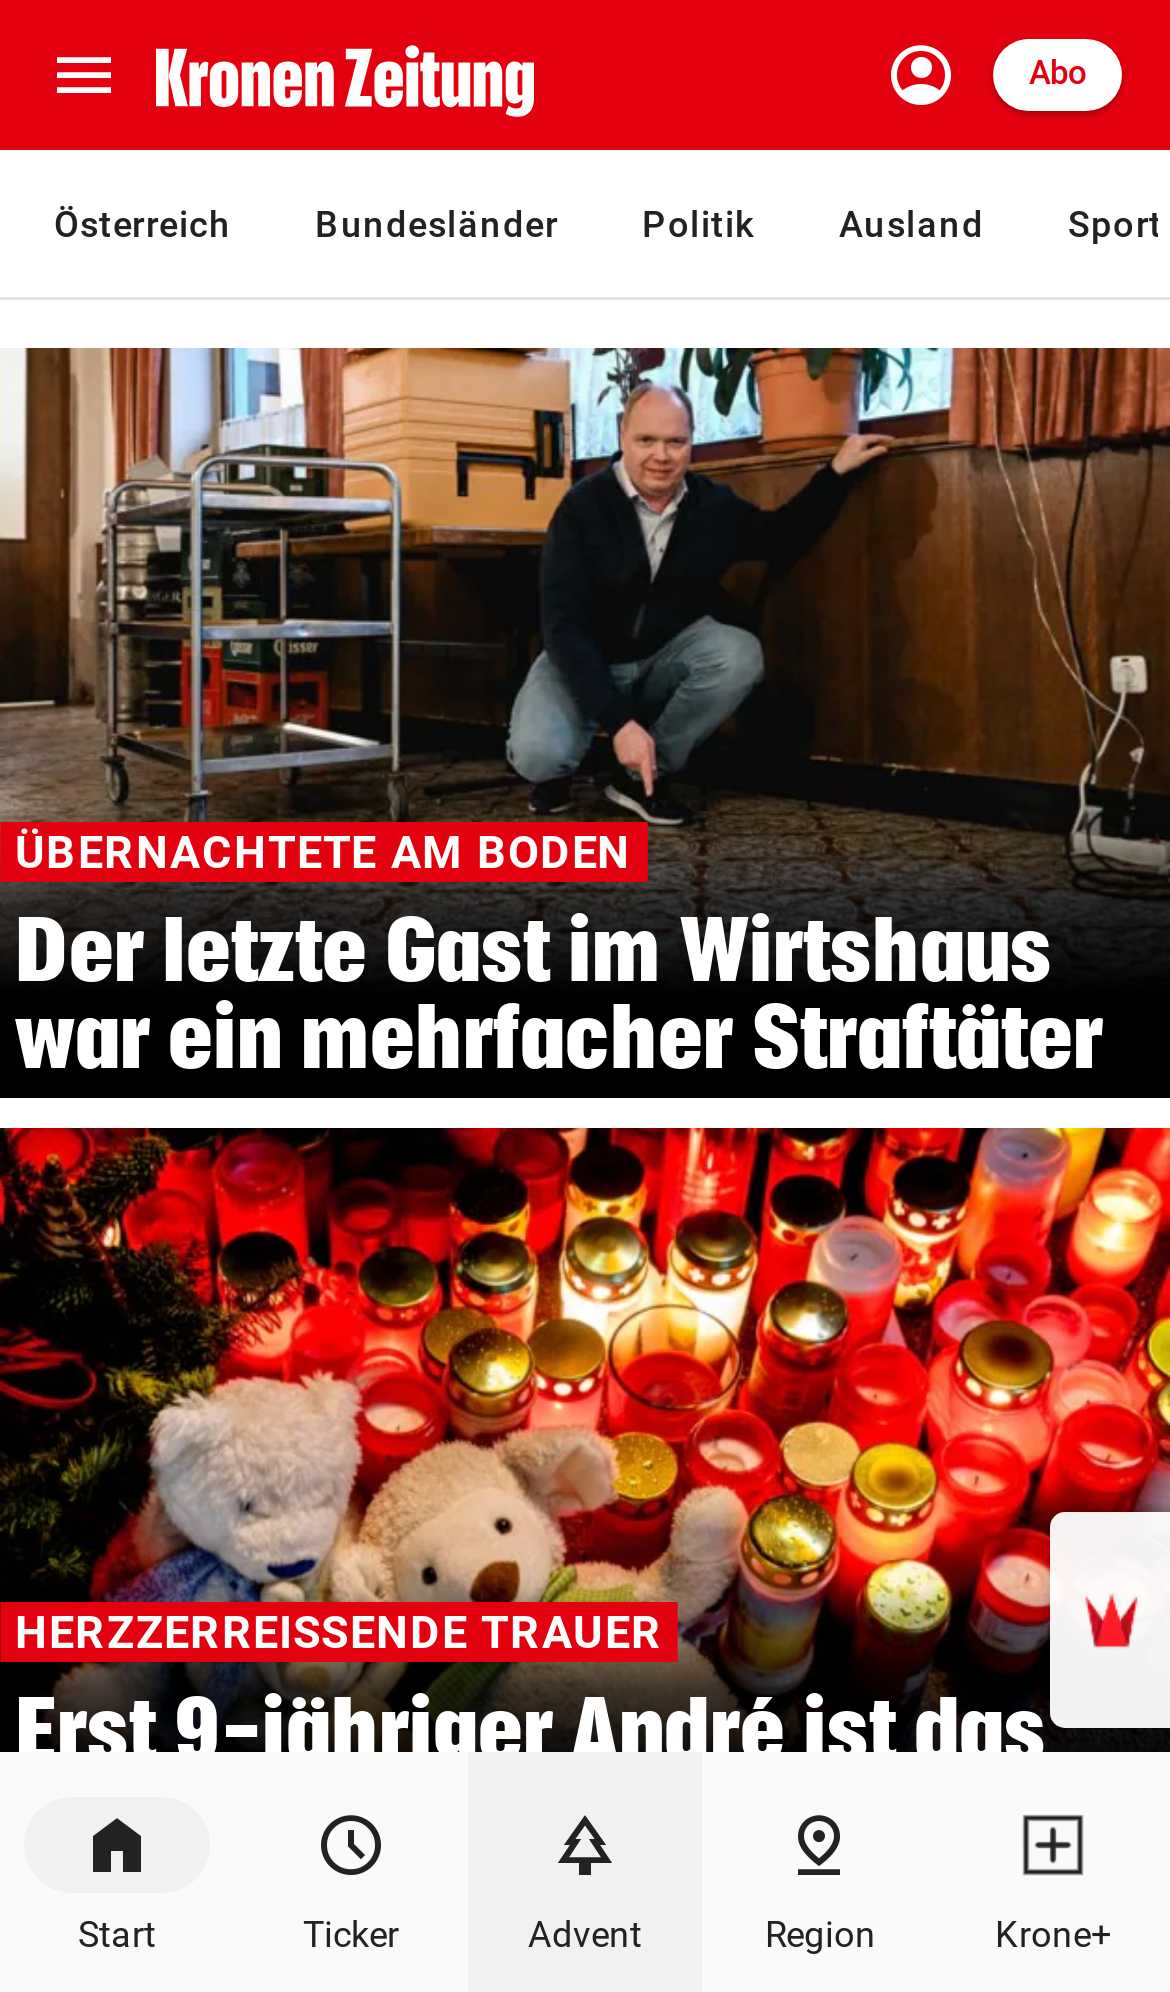 Kronen Zeitung
Abo
Österreich
Bundesländer
Politik
Ausland
Sport
ÜBERNACHTETE AM BODEN
Der letzte Gast im Wirtshaus
war ein mehrfacher Straftäter
HERZZERREISSENDE TRAUER
Erst 9-jähriger André ist das
Start
Ticker
Advent
Region
Krone+